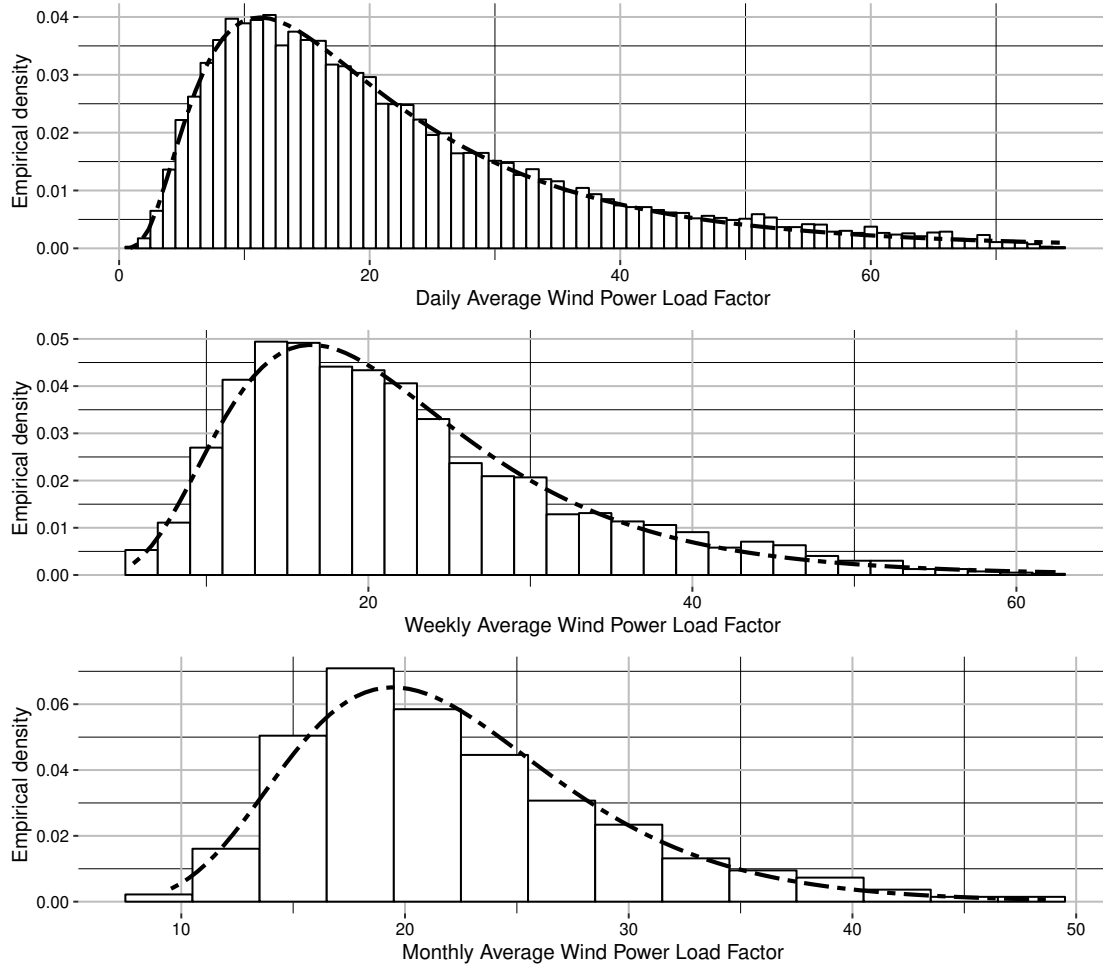 Empirical density
0.04
0.03
0.02
0.01
0.00
0 20 40 60
Daily Average Wind Power Load Factor
Empirical density
0.05
0.04
0.03
0.02
0.01
0.00
20 40 60
Weekly Average Wind Power Load Factor
Empirical density
0.06
0.04
0.02
0.00
10 20 30 40 50
Monthly Average Wind Power Load Factor